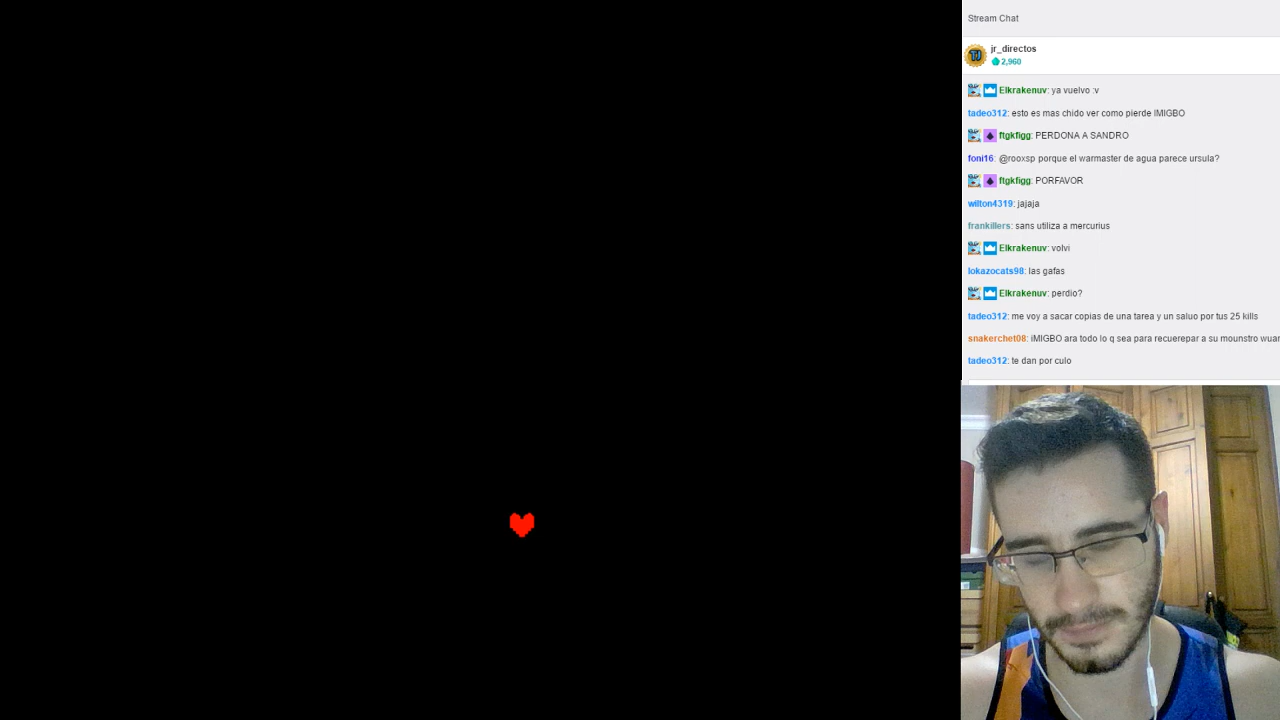 Stream Chat
jr_directos
2,960
Elkrakenuv: ya vuelvo :v
tadeo312: esto es mas chido ver como pierde IMIGBO
ftgkfigg: PERDONA A SANDRO
foni16: @rooxsp porque el warmaster de agua parece ursula?
ftgkfigg: PORFAVOR
wilton4319: jajaja
frankillers: sans utiliza a mercurius
Elkrakenuv: volvi
lokazocats98: las gafas
Elkrakenuv: perdio?
tadeo312: me voy a sacar copias de una tarea y un saluo por tus 25 kills
snakerchet08: iMIGBO ara todo lo q sea para recuerepar a su mounstro wuar
tadeo312: te dan por culo